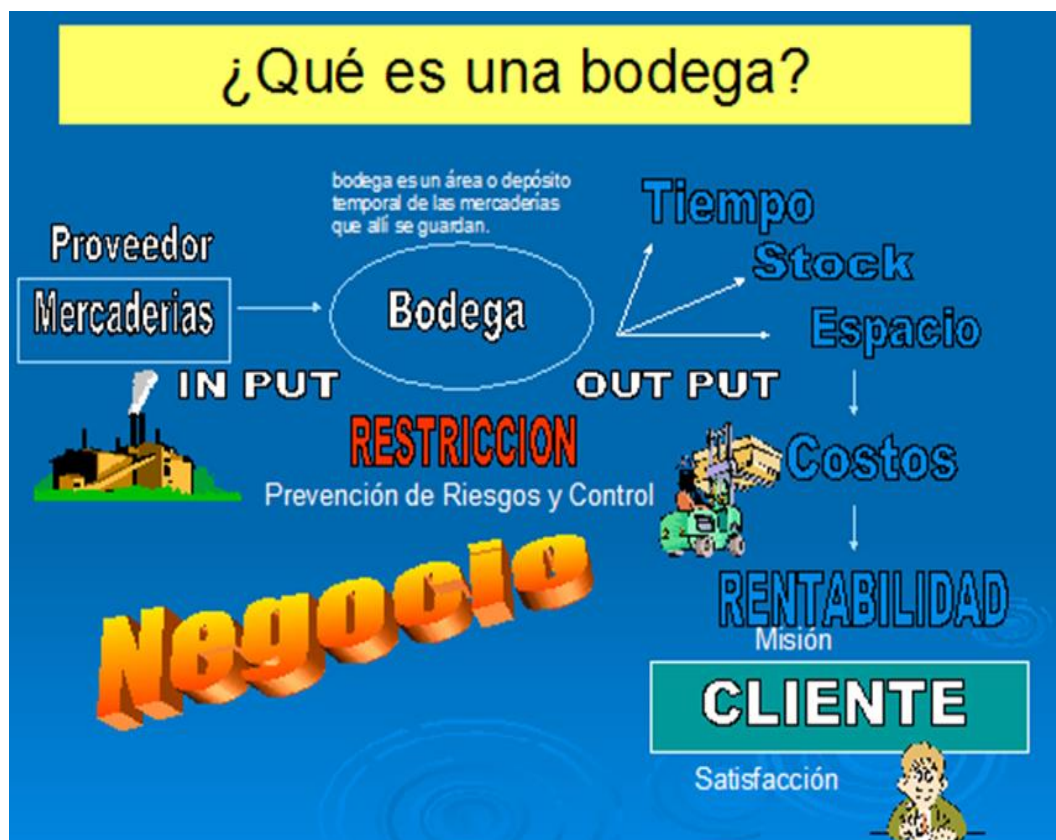 ¿Qué es una bodega?
bodega es un área o depósito
temporal de las mercaderías
que allí se guardan.
Proveedor
Mercaderias
Bodega
Tiempo
Stock
Espacio
IN PUT
OUT PUT
RESTRICCION
Prevención de Riesgos y Control
Costos
Negocio
RENTABILIDAD
Misión
CLIENTE
Satisfacción